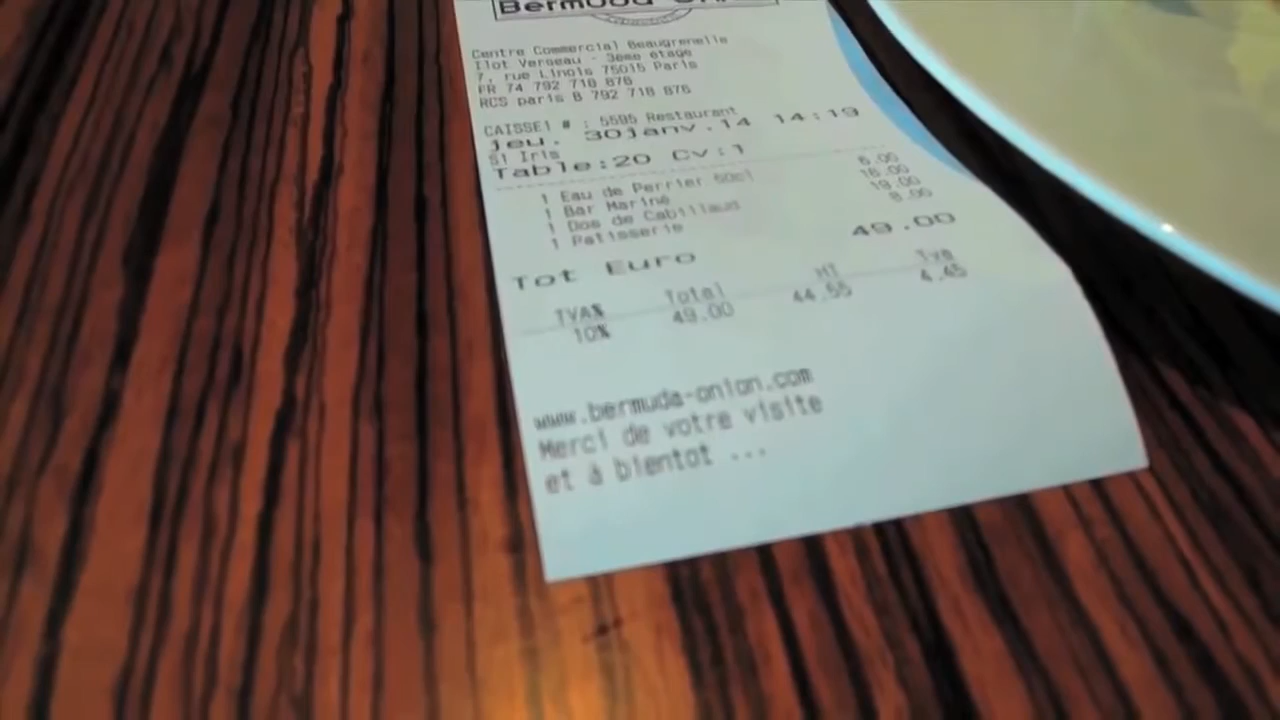 Bermuda
Centre Commercial Beaugrenelle
Ilot Verseau - 3eme etage
7, rue Linois 75015 Paris
FR 74 792 718 876
RCS paris B 792 718 876
CAISSE1 # : 5595 Restaurant
jeu. 30janv.14 14:19
51 Iris
Table:20 Cv:1
1 Eau de Perrier 50cl 6.00
1 Bar Marine 16.00
1 Dos de Cabillaud 19.00
1 Patisserie 8.00
Tot Euro 49.00
TVA% Total HT Tva
10% 49.00 44.55 4.45
www.bermuda-onion.com
Merci de votre visite
et à bientot ...